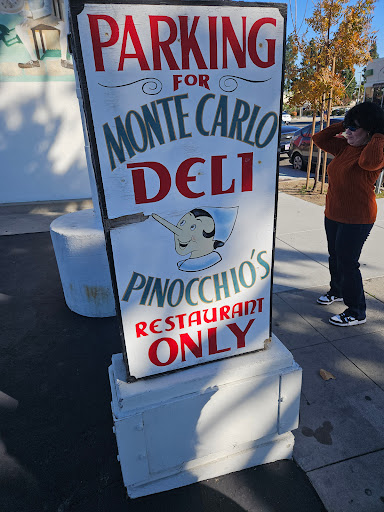 PARKING
FOR
MONTE CARLO
DELI
PINOCCHIO'S
RESTAURANT
ONLY